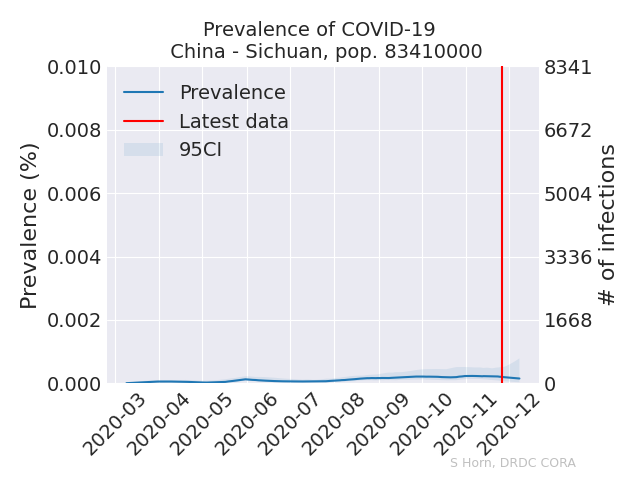 Prevalence of COVID-19
China - Sichuan, pop. 83410000
Prevalence
Latest data
95CI
Prevalence (%)
0.010
0.008
0.006
0.004
0.002
0.000
8341
6672
5004
3336
1668
0
# of infections
2020-03
2020-04
2020-05
2020-06
2020-07
2020-08
2020-09
2020-10
2020-11
2020-12
S Horn, DRDC CORA